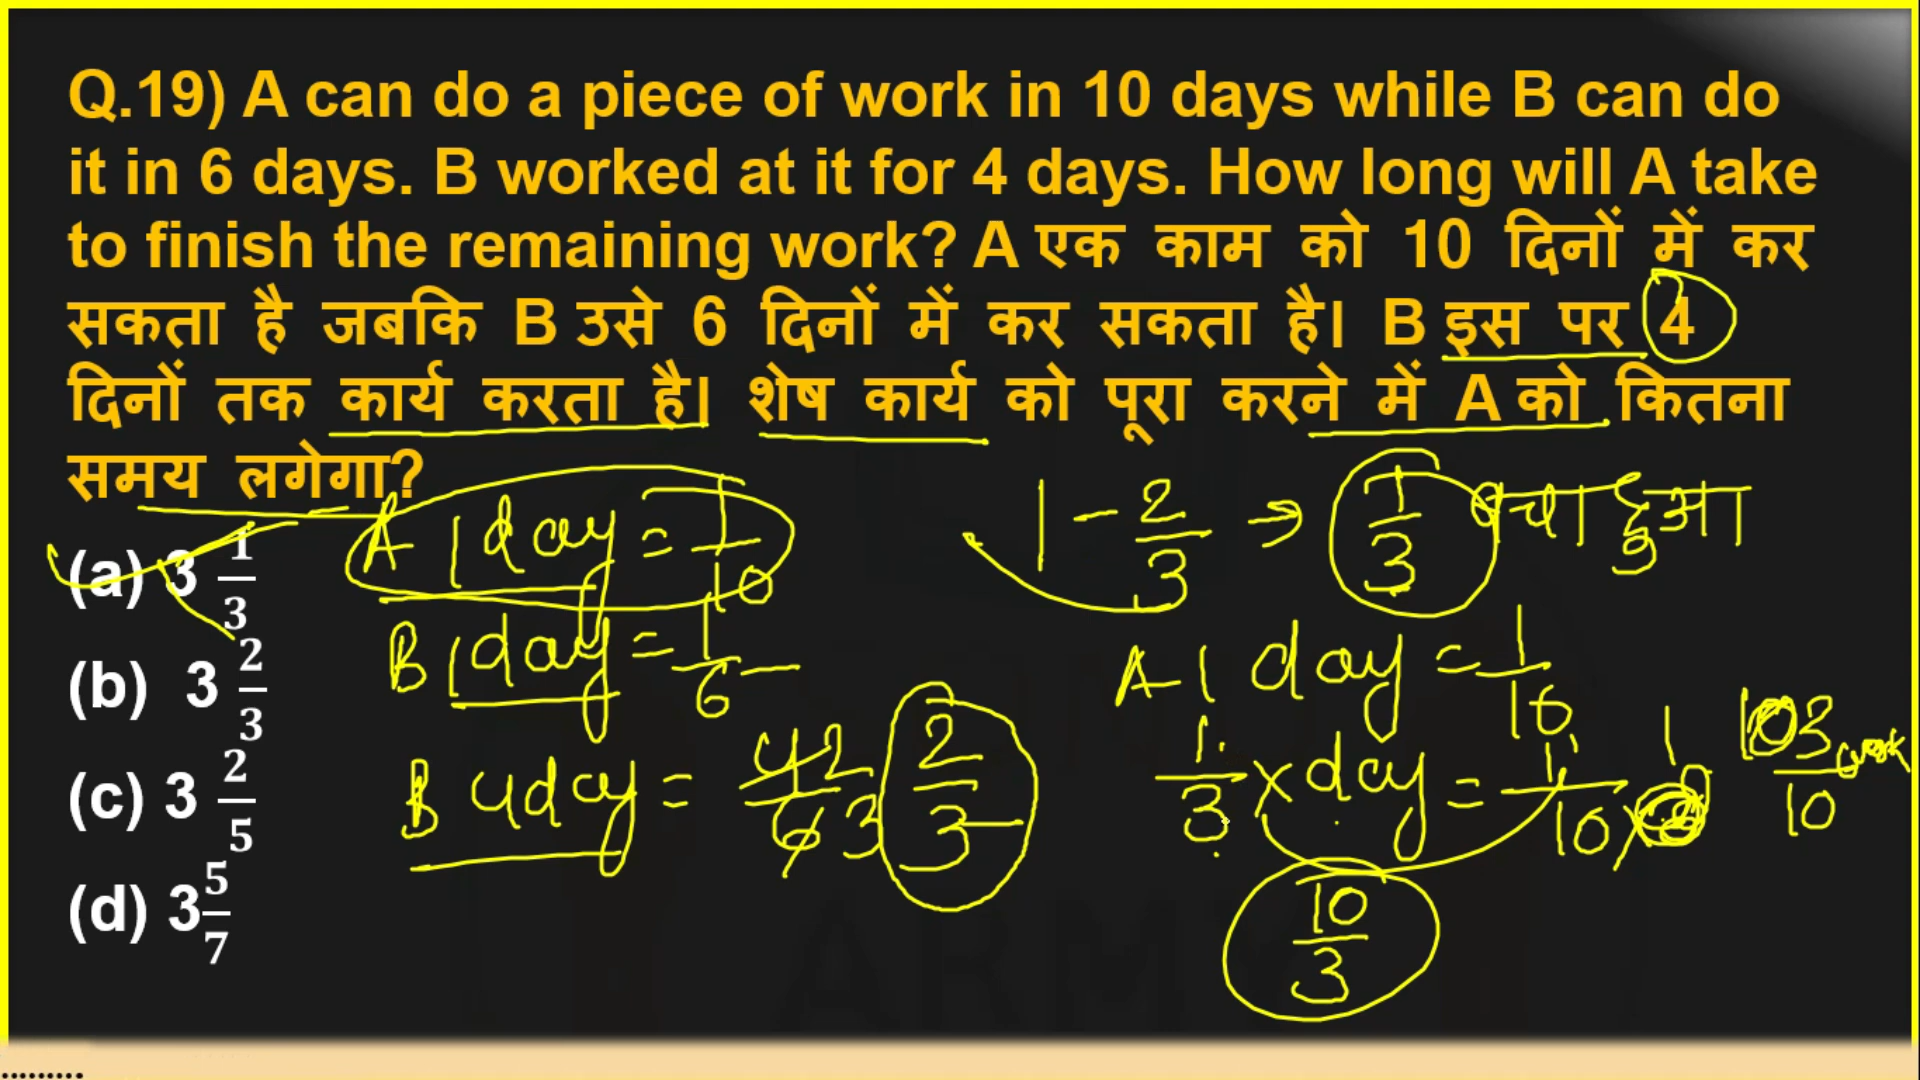 Q.19) A can do a piece of work in 10 days while B can do
it in 6 days. B worked at it for 4 days. How long will A take
to finish the remaining work? A एक काम को 10 दिनों में कर
सकता है जबकि B उसे 6 दिनों में कर सकता है। B इस पर 4
दिनों तक कार्य करता है। शेष कार्य को पूरा करने में A को कितना
समय लगेगा?
(a) 3 1/3
(b) 3 2/3
(c) 3 2/5
(d) 3 5/7
A 1 day = 1/10
B 1 day = 1/6
B 4 day = 4 2/6 3 2/3
1 - 2/3 → 1/3 बचा हुआ
A 1 day = 1/10
1/3 × day = 1/10 ×
10/3